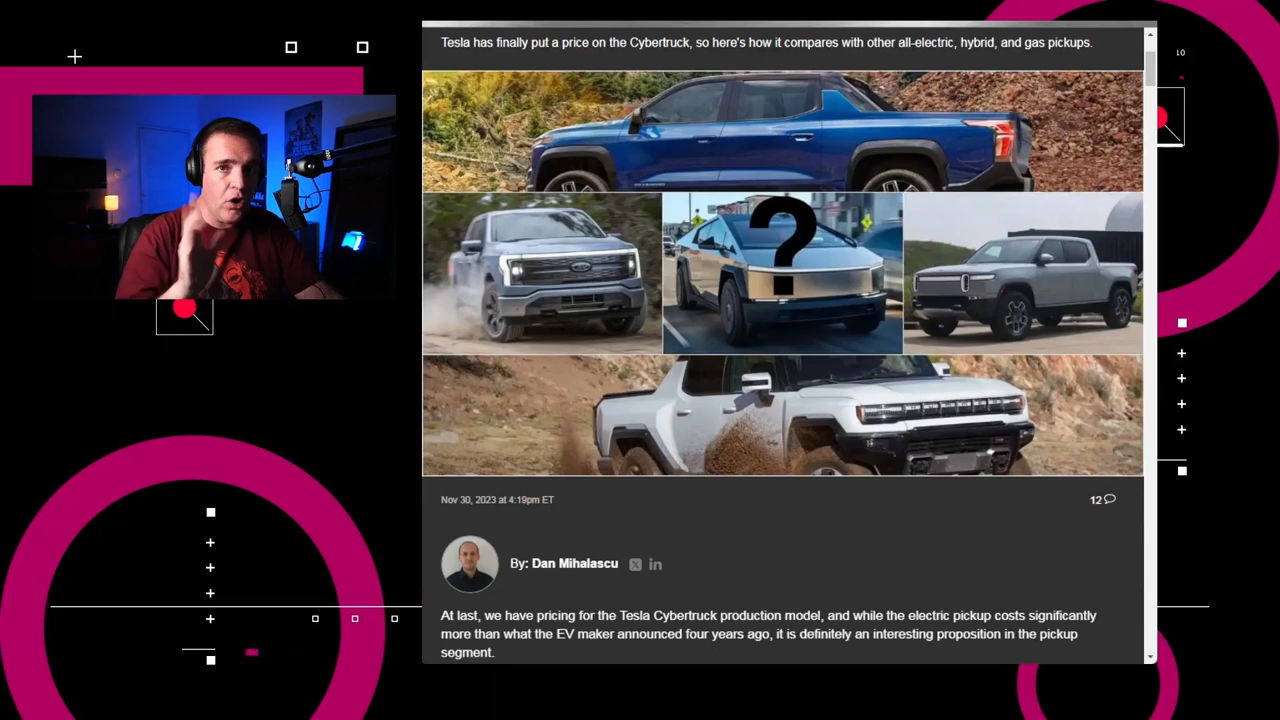 Tesla has finally put a price on the Cybertruck, so here's how it compares with other all-electric, hybrid, and gas pickups.
10
?
Nov 30, 2023 at 4:19pm ET
12
By: Dan Mihalascu
At last, we have pricing for the Tesla Cybertruck production model, and while the electric pickup costs significantly
more than what the EV maker announced four years ago, it is definitely an interesting proposition in the pickup
segment.